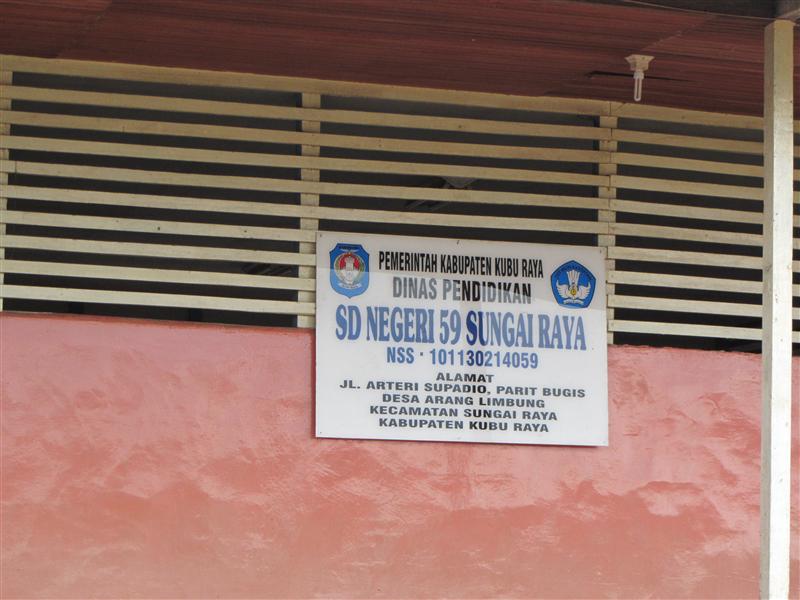 PEMERINTAH KABUPATEN KUBU RAYA
DINAS PENDIDIKAN
SD NEGERI 59 SUNGAI RAYA
NSS · 101130214059
ALAMAT
JL. ARTERI SUPADIO, PARIT BUGIS
DESA ARANG LIMBUNG
KECAMATAN SUNGAI RAYA
KABUPATEN KUBU RAYA